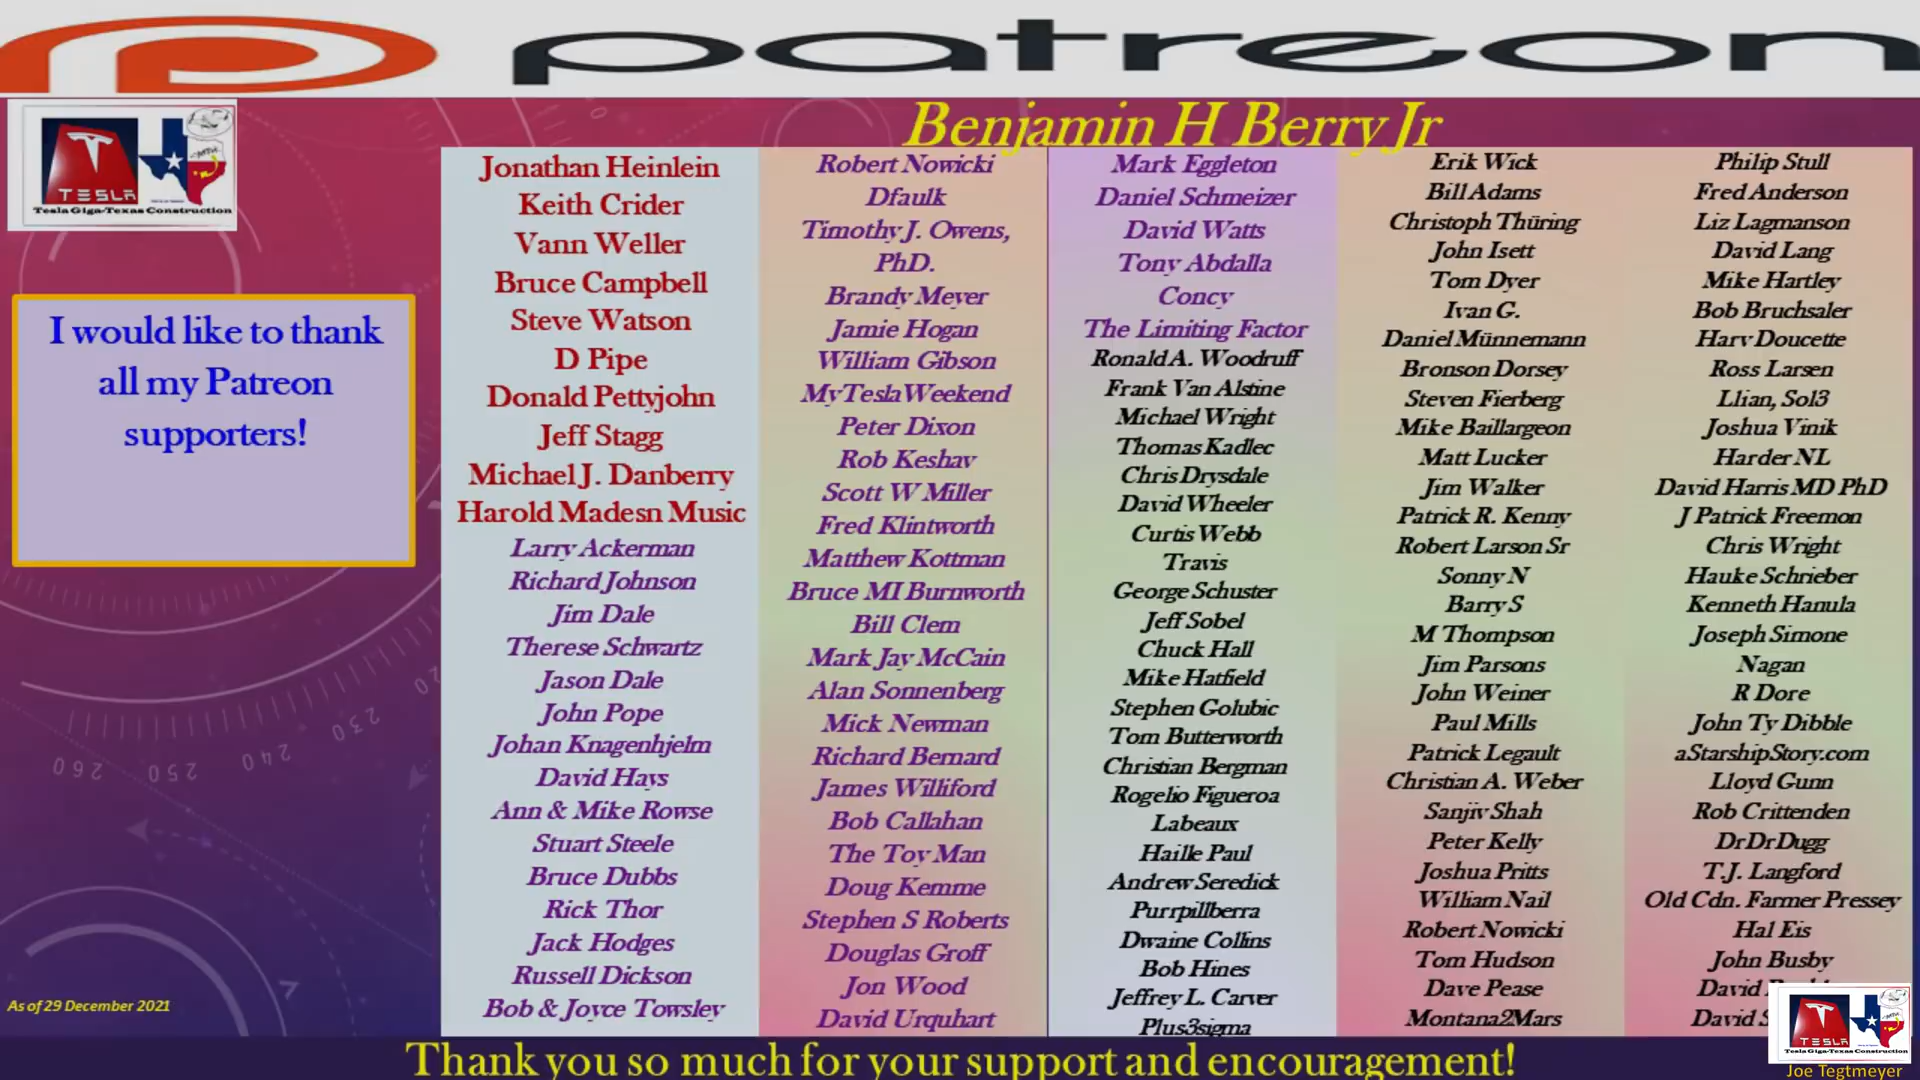 patreon
TESLA
Tesla Giga-Texas Construction
Benjamin H Berry Jr
I would like to thank
all my Patreon
supporters!
Jonathan Heinlein
Keith Crider
Vann Weller
Bruce Campbell
Steve Watson
D Pipe
Donald Pettyjohn
Jeff Stagg
Michael J. Danberry
Harold Madesn Music
Larry Ackerman
Richard Johnson
Jim Dale
Therese Schwartz
Jason Dale
John Pope
Johan Knagenhjelm
David Hays
Ann & Mike Rowse
Stuart Steele
Bruce Dubbs
Rick Thor
Jack Hodges
Russell Dickson
Bob & Joyce Towsley
Robert Nowicki
Dfaulk
Timothy J. Owens,
PhD.
Brandy Meyer
Jamie Hogan
William Gibson
MyTeslaWeekend
Peter Dixon
Rob Keshav
Scott W Miller
Fred Klintworth
Matthew Kottman
Bruce MI Burnworth
Bill Clem
Mark Jay McCain
Alan Sonnenberg
Mick Newman
Richard Bernard
James Williford
Bob Callahan
The Toy Man
Doug Kemme
Stephen S Roberts
Douglas Groff
Jon Wood
David Urquhart
Mark Eggleton
Daniel Schmeizer
David Watts
Tony Abdalla
Concy
The Limiting Factor
Ronald A. Woodruff
Frank Van Alstine
Michael Wright
Thomas Kadlec
Chris Drysdale
David Wheeler
Curtis Webb
Travis
George Schuster
Jeff Sobel
Chuck Hall
Mike Hatfield
Stephen Golubic
Tom Butterworth
Christian Bergman
Rogelio Figueroa
Labeaux
Haille Paul
Andrew Seredick
Purrpillberra
Dwaine Collins
Bob Hines
Jeffrey L. Carver
Plus3sigma
Erik Wick
Bill Adams
Christoph Thüring
John Isett
Tom Dyer
Ivan G.
Daniel Münnemann
Bronson Dorsey
Steven Fierberg
Mike Baillargeon
Matt Lucker
Jim Walker
Patrick R. Kenny
Robert Larson Sr
Sonny N
Barry S
M Thompson
Jim Parsons
John Weiner
Paul Mills
Patrick Legault
Christian A. Weber
Sanjiv Shah
Peter Kelly
Joshua Pritts
William Nail
Robert Nowicki
Tom Hudson
Dave Pease
Montana2Mars
Philip Stull
Fred Anderson
Liz Lagmanson
David Lang
Mike Hartley
Bob Bruchsaler
Harv Doucette
Ross Larsen
Llian, Sol3
Joshua Vinik
Harder NL
David Harris MD PhD
J Patrick Freemon
Chris Wright
Hauke Schrieber
Kenneth Hanula
Joseph Simone
Nagan
R Dore
John Ty Dibble
aStarshipStory.com
Lloyd Gunn
Rob Crittenden
DrDrDugg
T.J. Langford
Old Cdn. Farmer Pressey
Hal Eis
John Busby
David
David
260 250 240 230
As of 29 December 2021
Thank you so much for your support and encouragement!
TESLA
Tesla Giga-Texas Construction
Joe Tegtmeyer